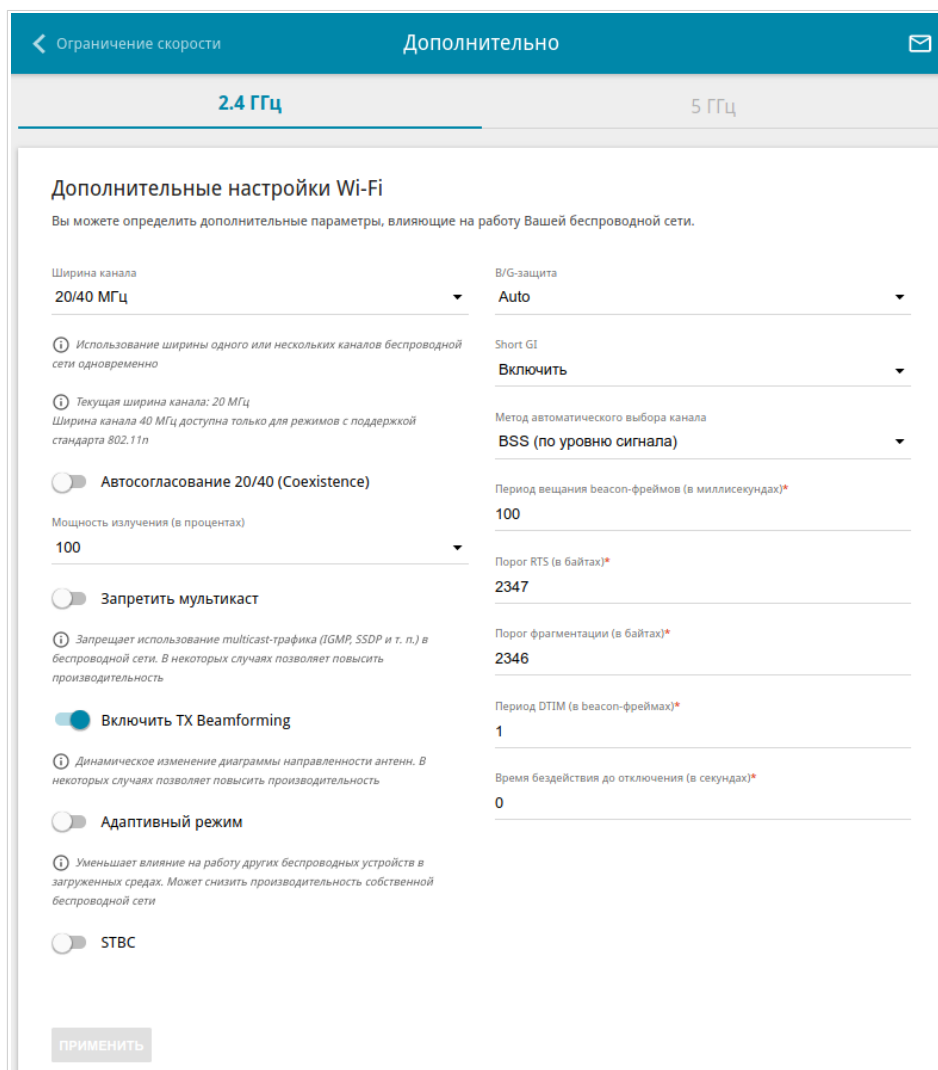 Ограничение скорости
Дополнительно
2.4 ГГц
5 ГГц
Дополнительные настройки Wi-Fi
Вы можете определить дополнительные параметры, влияющие на работу Вашей беспроводной сети.
Ширина канала
20/40 МГц
Использование ширины одного или нескольких каналов беспроводной
сети одновременно
Текущая ширина канала: 20 МГц
Ширина канала 40 МГц доступна только для режимов с поддержкой
стандарта 802.11n
Автосогласование 20/40 (Coexistence)
Мощность излучения (в процентах)
100
Запретить мультикаст
Запрещает использование multicast-трафика (IGMP, SSDP и т. п.) в
беспроводной сети. В некоторых случаях позволяет повысить
производительность
Включить TX Beamforming
Динамическое изменение диаграммы направленности антенн. В
некоторых случаях позволяет повысить производительность
Адаптивный режим
Уменьшает влияние на работу других беспроводных устройств в
загруженных средах. Может снизить производительность собственной
беспроводной сети
STBC
B/G-защита
Auto
Short GI
Включить
Метод автоматического выбора канала
BSS (по уровню сигнала)
Период вещания beacon-фреймов (в миллисекундах)*
100
Порог RTS (в байтах)*
2347
Порог фрагментации (в байтах)*
2346
Период DTIM (в beacon-фреймах)*
1
Время бездействия до отключения (в секундах)*
0
ПРИМЕНИТЬ